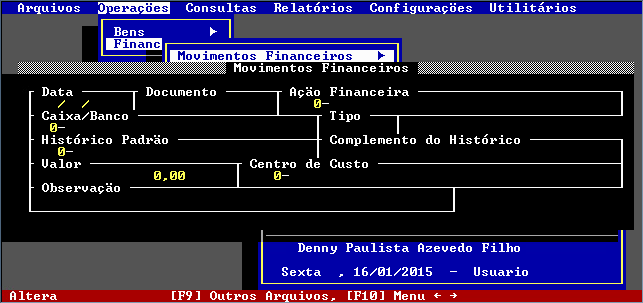 Arquivos Operações Consultas Relatórios Configurações Utilitários
Bens
Financ
Movimentos Financeiros
Movimentos Financeiros
Data Documento Ação Financeira
/ / 0-
Caixa/Banco Tipo
0-
Histórico Padrão Complemento do Histórico
0-
Valor Centro de Custo
0,00 0-
Observação
Denny Paulista Azevedo Filho
Sexta , 16/01/2015 - Usuario
Altera [F9] Outros Arquivos, [F10] Menu ← →